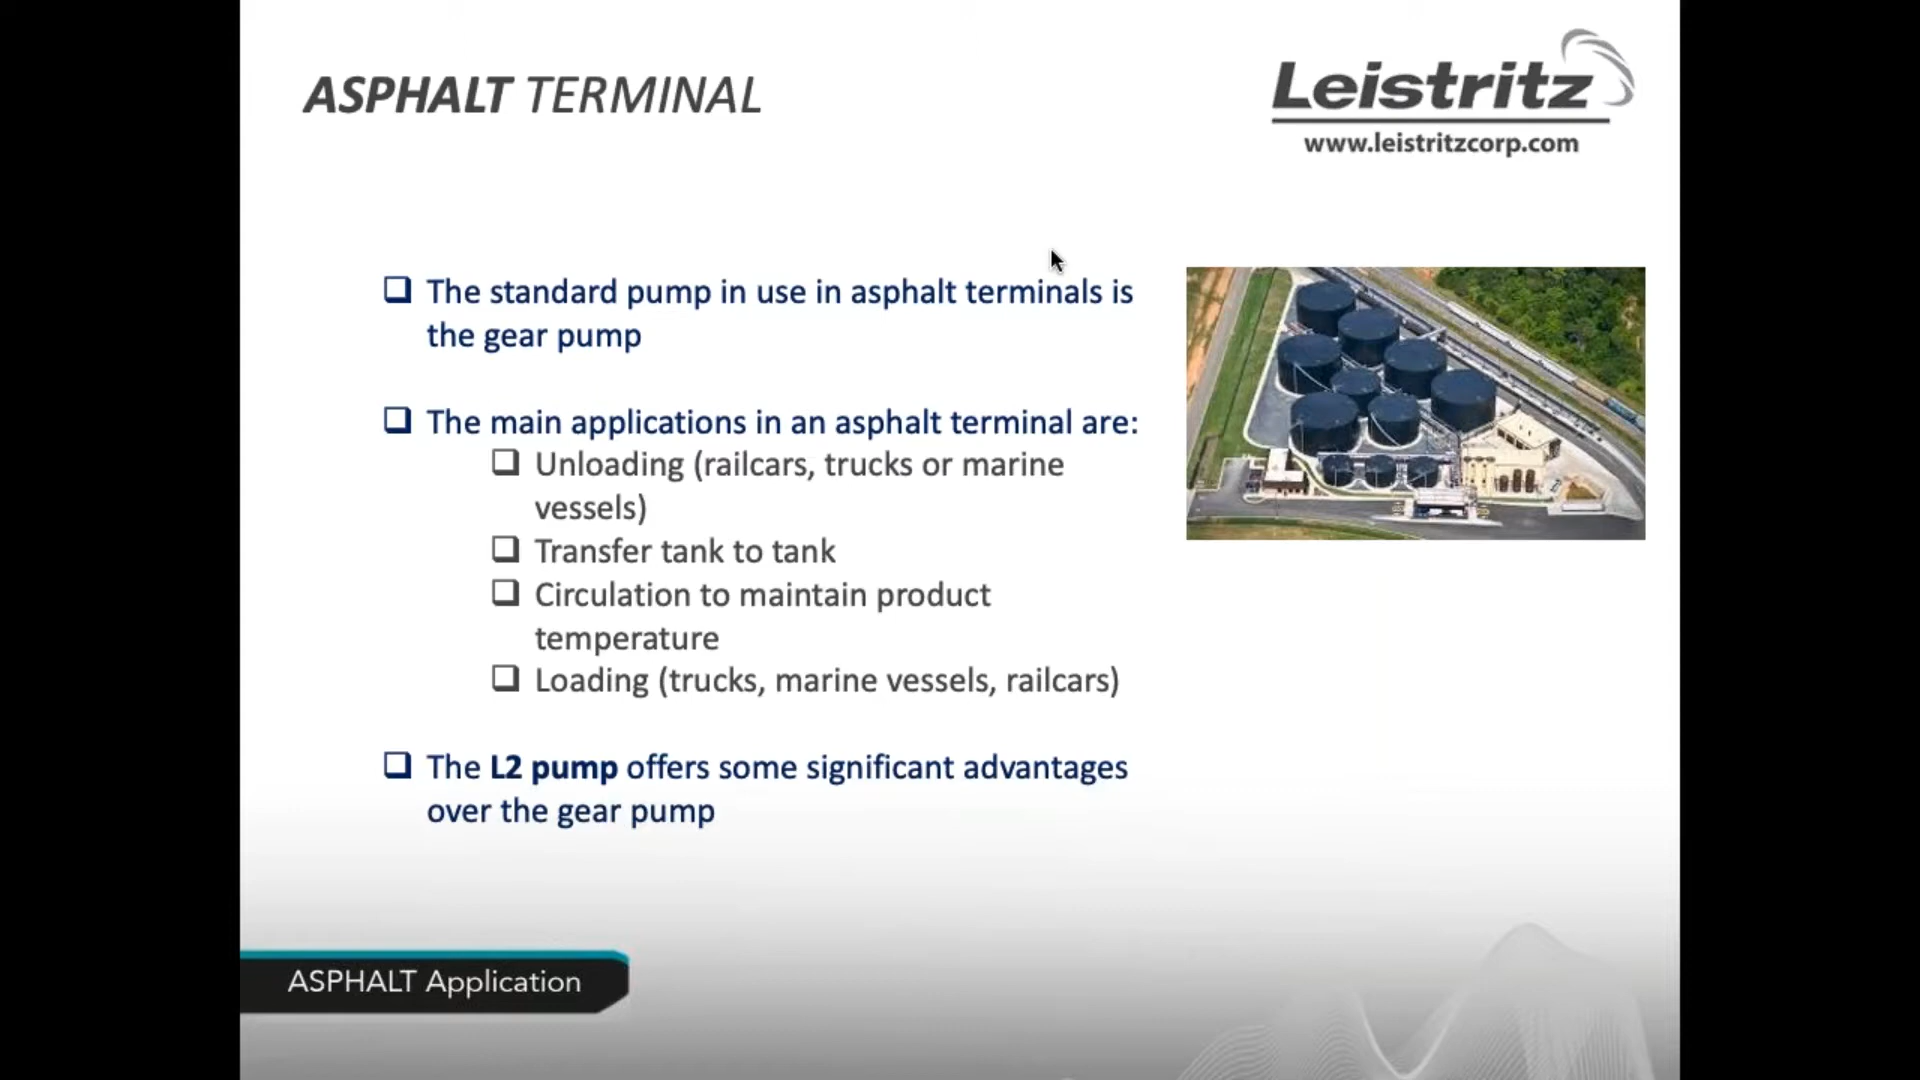 ASPHALT TERMINAL
Leistritz
www.leistritzcorp.com
The standard pump in use in asphalt terminals is
the gear pump
The main applications in an asphalt terminal are:
Unloading (railcars, trucks or marine
vessels)
Transfer tank to tank
Circulation to maintain product
temperature
Loading (trucks, marine vessels, railcars)
The L2 pump offers some significant advantages
over the gear pump
ASPHALT Application